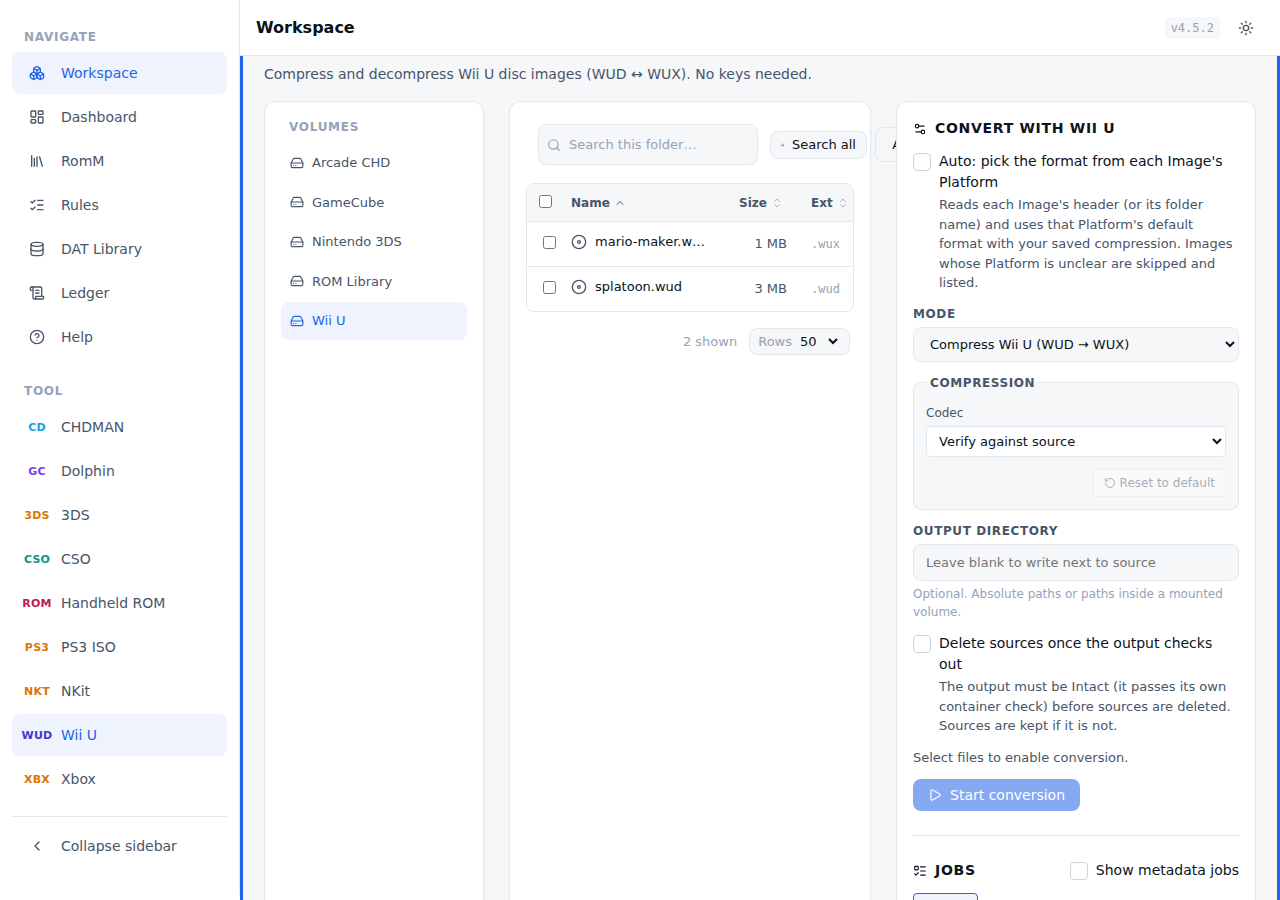 NAVIGATE
Workspace
Dashboard
RomM
Rules
DAT Library
Ledger
Help
TOOL
CD CHDMAN
GC Dolphin
3DS 3DS
CSO CSO
ROM Handheld ROM
PS3 PS3 ISO
NKT NKit
WUD Wii U
XBX Xbox
Collapse sidebar
Workspace
v4.5.2
Compress and decompress Wii U disc images (WUD ↔ WUX). No keys needed.
VOLUMES
Arcade CHD
GameCube
Nintendo 3DS
ROM Library
Wii U
Search this folder…
Search all
Name Size Ext
mario-maker.w… 1 MB .wux
splatoon.wud 3 MB .wud
2 shown Rows 50
CONVERT WITH WII U
Auto: pick the format from each Image's
Platform
Reads each Image's header (or its folder
name) and uses that Platform's default
format with your saved compression. Images
whose Platform is unclear are skipped and
listed.
MODE
Compress Wii U (WUD → WUX)
COMPRESSION
Codec
Verify against source
Reset to default
OUTPUT DIRECTORY
Leave blank to write next to source
Optional. Absolute paths or paths inside a mounted
volume.
Delete sources once the output checks
out
The output must be Intact (it passes its own
container check) before sources are deleted.
Sources are kept if it is not.
Select files to enable conversion.
Start conversion
JOBS
Show metadata jobs